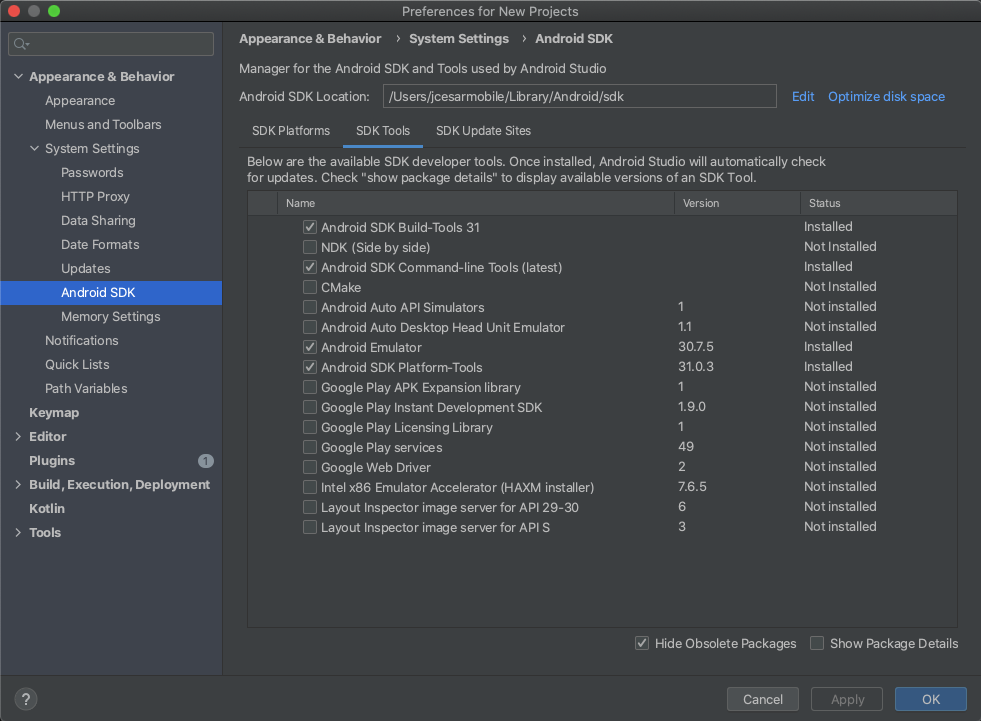 Preferences for New Projects
Appearance & Behavior › System Settings › Android SDK
Manager for the Android SDK and Tools used by Android Studio
Android SDK Location: /Users/jcesarmobile/Library/Android/sdk Edit Optimize disk space
SDK Platforms SDK Tools SDK Update Sites
Below are the available SDK developer tools. Once installed, Android Studio will automatically check
for updates. Check "show package details" to display available versions of an SDK Tool.
Name Version Status
Android SDK Build-Tools 31 Installed
NDK (Side by side) Not Installed
Android SDK Command-line Tools (latest) Installed
CMake Not Installed
Android Auto API Simulators 1 Not installed
Android Auto Desktop Head Unit Emulator 1.1 Not installed
Android Emulator 30.7.5 Installed
Android SDK Platform-Tools 31.0.3 Installed
Google Play APK Expansion library 1 Not installed
Google Play Instant Development SDK 1.9.0 Not installed
Google Play Licensing Library 1 Not installed
Google Play services 49 Not installed
Google Web Driver 2 Not installed
Intel x86 Emulator Accelerator (HAXM installer) 7.6.5 Not installed
Layout Inspector image server for API 29-30 6 Not installed
Layout Inspector image server for API S 3 Not installed
Hide Obsolete Packages Show Package Details
Appearance & Behavior
Appearance
Menus and Toolbars
System Settings
Passwords
HTTP Proxy
Data Sharing
Date Formats
Updates
Android SDK
Memory Settings
Notifications
Quick Lists
Path Variables
Keymap
Editor
Plugins 1
Build, Execution, Deployment
Kotlin
Tools
? Cancel Apply OK